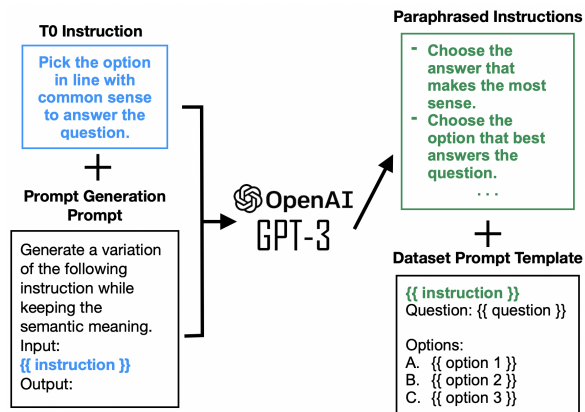 T0 Instruction
Pick the option
in line with
common sense
to answer the
question.
+
Prompt Generation
Prompt
Generate a variation
of the following
instruction while
keeping the
semantic meaning.
Input:
{{ instruction }}
Output:
OpenAI
GPT-3
Paraphrased Instructions
- Choose the
answer that
makes the most
sense.
- Choose the
option that best
answers the
question.
...
+
Dataset Prompt Template
{{ instruction }}
Question: {{ question }}
Options:
A. {{ option 1 }}
B. {{ option 2 }}
C. {{ option 3 }}